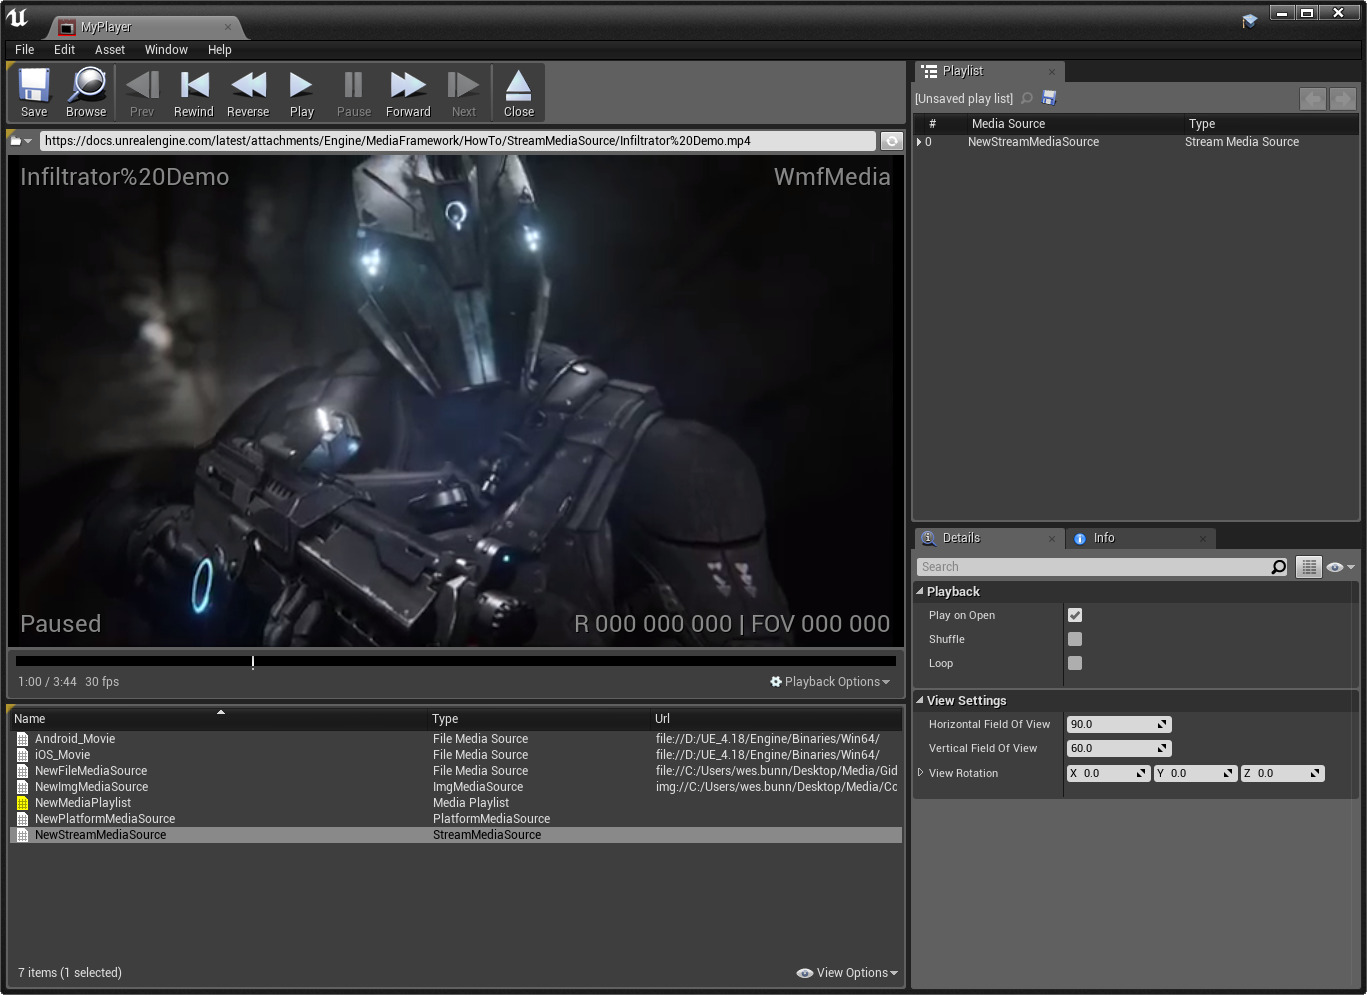 MyPlayer
File Edit Asset Window Help
Save Browse Prev Rewind Reverse Play Pause Forward Next Close
https://docs.unrealengine.com/latest/attachments/Engine/MediaFramework/HowTo/StreamMediaSource/Infiltrator%20Demo.mp4
Infiltrator%20Demo WmfMedia
Paused R 000 000 000 | FOV 000 000
1:00 / 3:44 30 fps Playback Options
Name Type Url
Android_Movie File Media Source file://D:/UE_4.18/Engine/Binaries/Win64/
iOS_Movie File Media Source file://D:/UE_4.18/Engine/Binaries/Win64/
NewFileMediaSource File Media Source file://C:/Users/wes.bunn/Desktop/Media/Gid
NewImgMediaSource ImgMediaSource img://C:/Users/wes.bunn/Desktop/Media/Cc
NewMediaPlaylist Media Playlist
NewPlatformMediaSource PlatformMediaSource
NewStreamMediaSource StreamMediaSource
7 items (1 selected) View Options
Playlist
[Unsaved play list]
# Media Source Type
0 NewStreamMediaSource Stream Media Source
Details Info
Search
Playback
Play on Open
Shuffle
Loop
View Settings
Horizontal Field Of View 90.0
Vertical Field Of View 60.0
View Rotation X 0.0 Y 0.0 Z 0.0